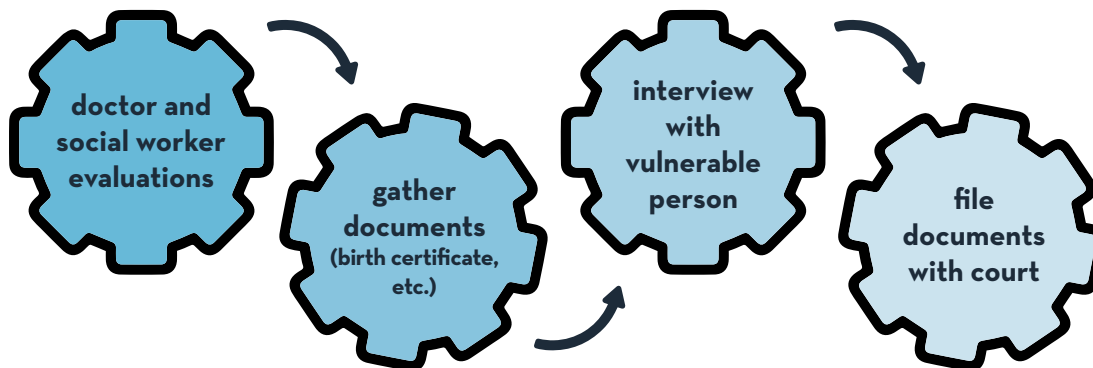 doctor and
social worker
evaluations
gather
documents
(birth certificate,
etc.)
interview
with
vulnerable
person
file
documents
with court